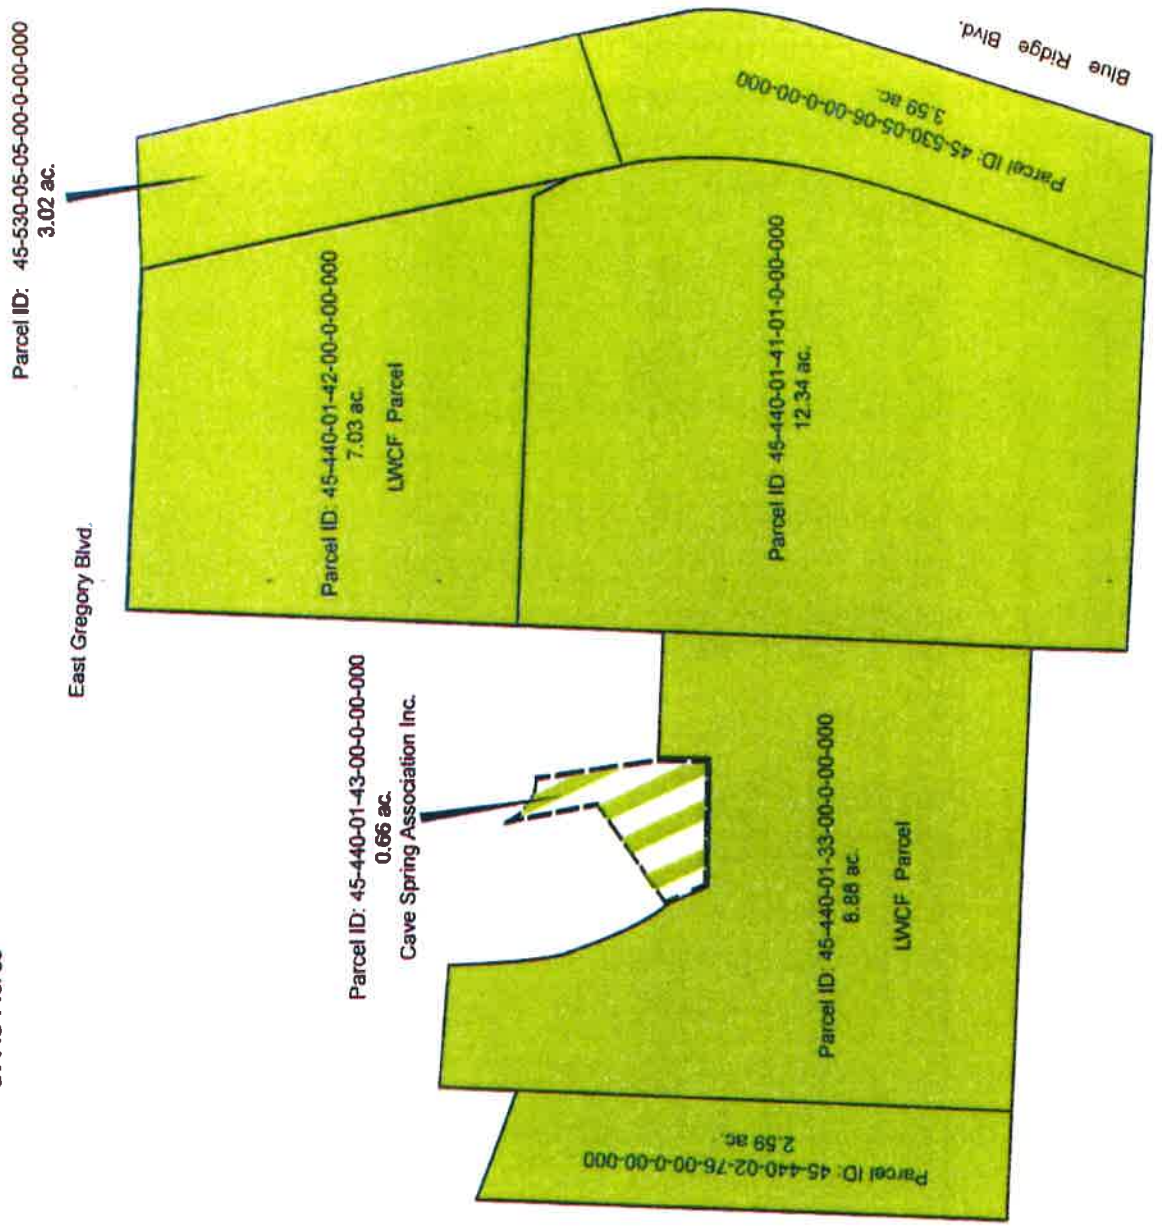 Parcel ID: 45-530-05-05-00-0-00-000
3.02 ac.
East Gregory Blvd.
Parcel ID: 45-440-01-42-00-0-00-000
7.03 ac.
LWCF Parcel
Blue Ridge Blvd.
Parcel ID: 45-530-05-06-00-0-00-000
3.59 ac.
Parcel ID: 45-440-01-41-01-0-00-000
12.34 ac.
Parcel ID: 45-440-01-43-00-0-00-000
0.66 ac.
Cave Spring Association Inc.
Parcel ID: 45-440-01-33-00-0-00-000
8.88 ac.
LWCF Parcel
Parcel ID: 45-440-02-76-00-0-00-000
2.59 ac.